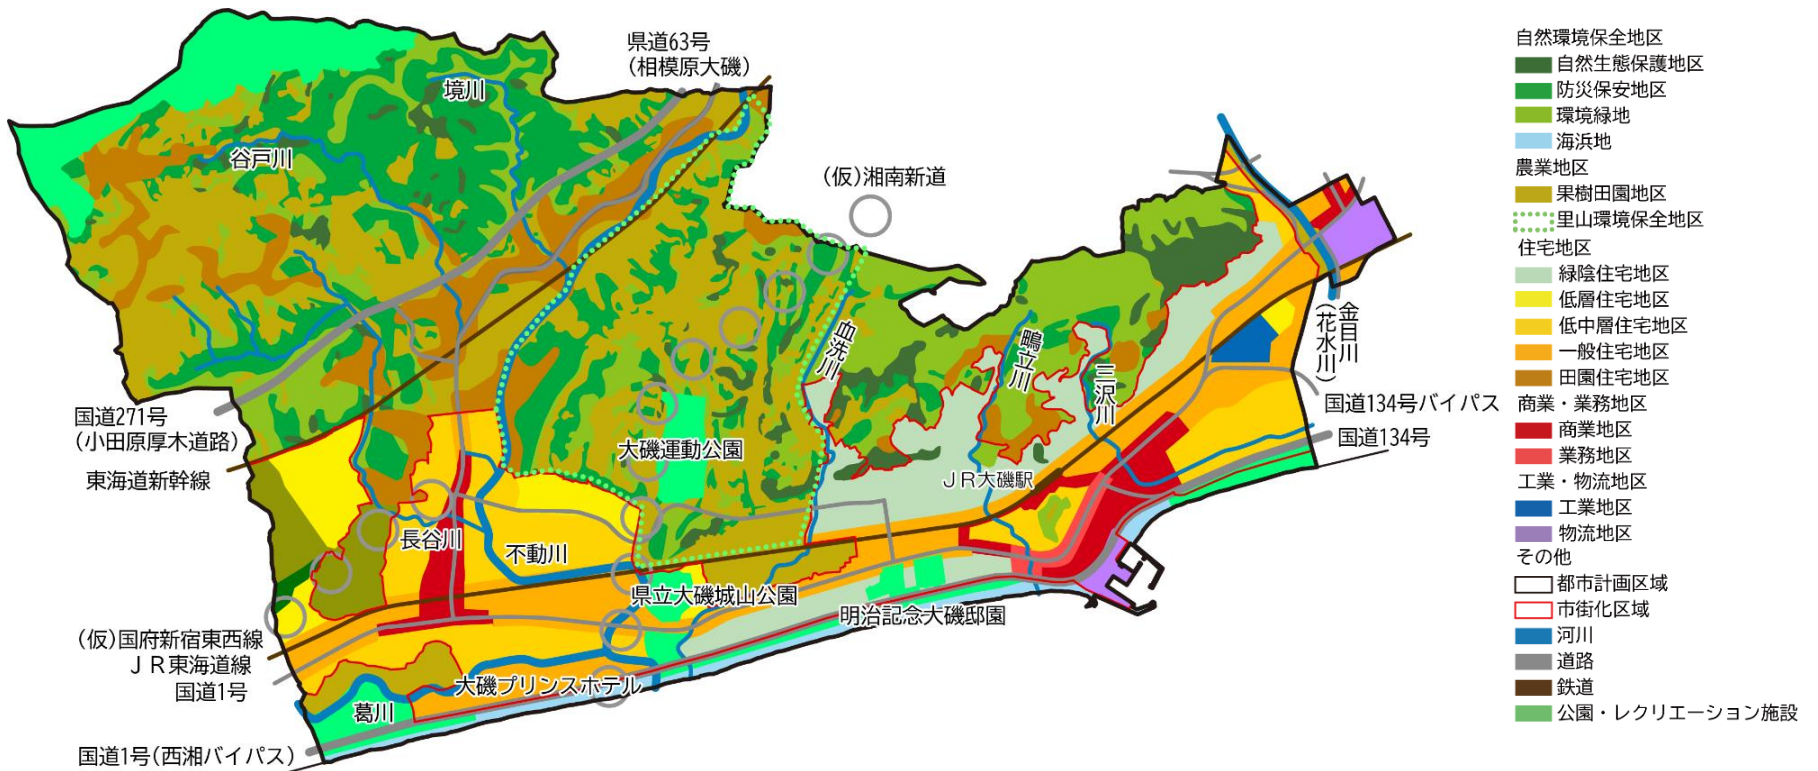 県道63号
(相模原大磯)
境川
谷戸川
(仮)湘南新道
血洗川
鴫立川
三沢川
金目川
(花水川)
国道271号
(小田原厚木道路)
東海道新幹線
大磯運動公園
JR大磯駅
国道134号バイパス
国道134号
長谷川
不動川
県立大磯城山公園
明治記念大磯邸園
(仮)国府新宿東西線
JR東海道線
国道1号
大磯プリンスホテル
葛川
国道1号(西湘バイパス)
自然環境保全地区
自然生態保護地区
防災保安地区
環境緑地
海浜地
農業地区
果樹田園地区
里山環境保全地区
住宅地区
緑陰住宅地区
低層住宅地区
低中層住宅地区
一般住宅地区
田園住宅地区
商業・業務地区
商業地区
業務地区
工業・物流地区
工業地区
物流地区
その他
都市計画区域
市街化区域
河川
道路
鉄道
公園・レクリエーション施設